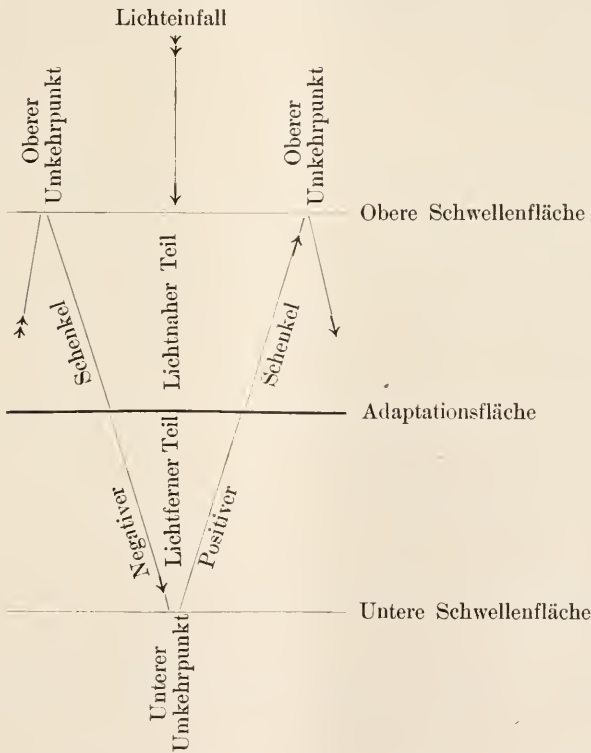 Lichteinfall
Oberer
Umkehrpunkt
Oberer
Umkehrpunkt
Obere Schwellenfläche
Schenkel
Lichtnaher Teil
Schenkel
Adaptationsfläche
Negativer
Lichtferner Teil
Positiver
Untere Schwellenfläche
Unterer
Umkehrpunkt